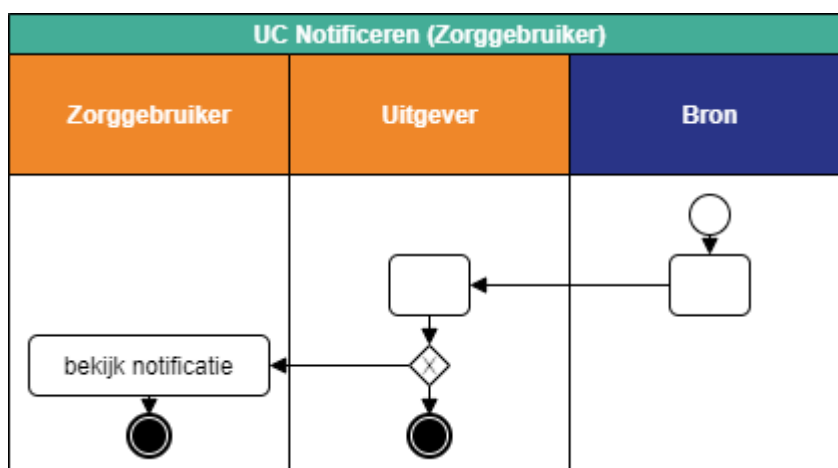 UC Notificeren (Zorggebruiker)
Zorggebruiker
Uitgever
Bron
X
bekijk notificatie